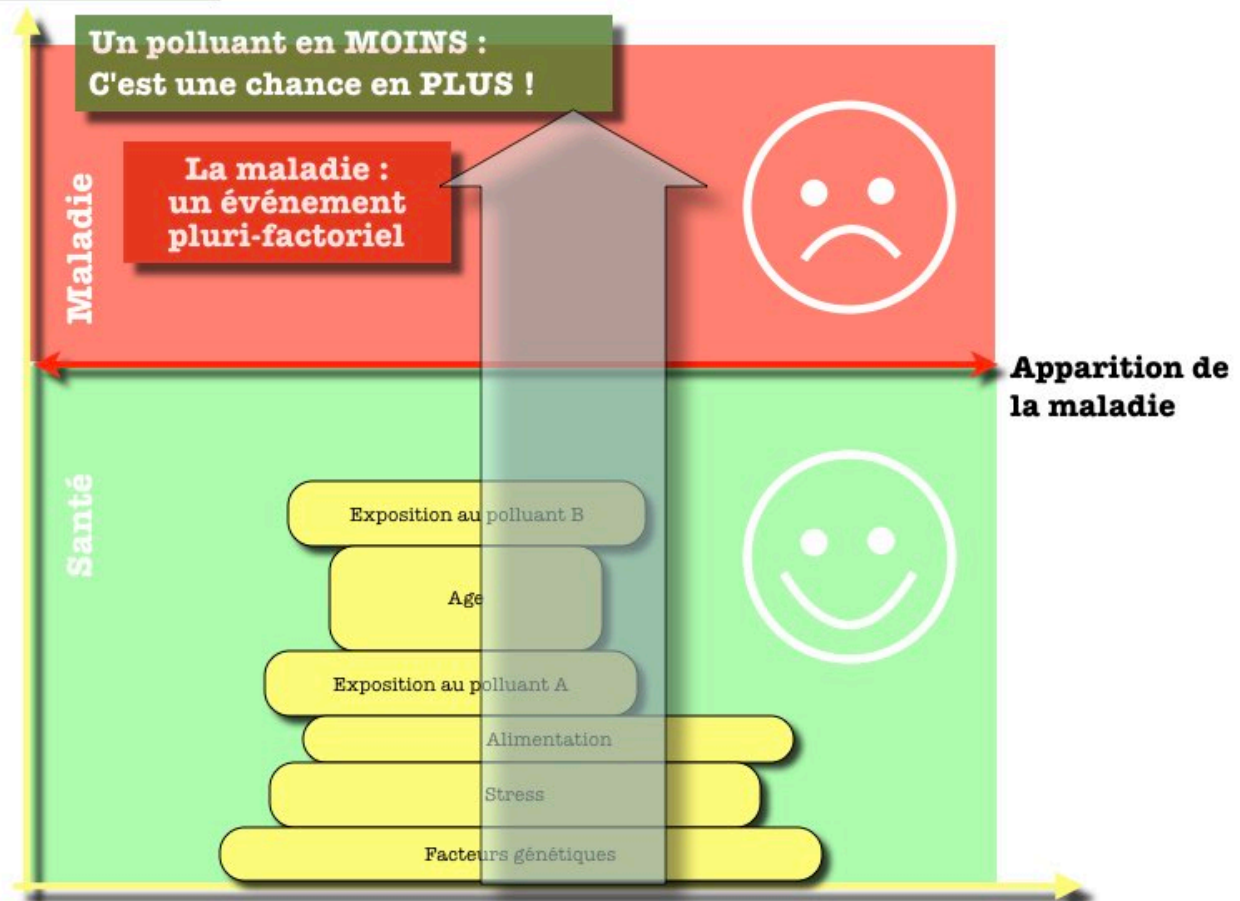 Un polluant en MOINS :
C'est une chance en PLUS !
La maladie :
un événement
pluri-factoriel
Maladie
Apparition de
la maladie
Santé
Exposition au polluant B
Age
Exposition au polluant A
Alimentation
Stress
Facteurs génétiques